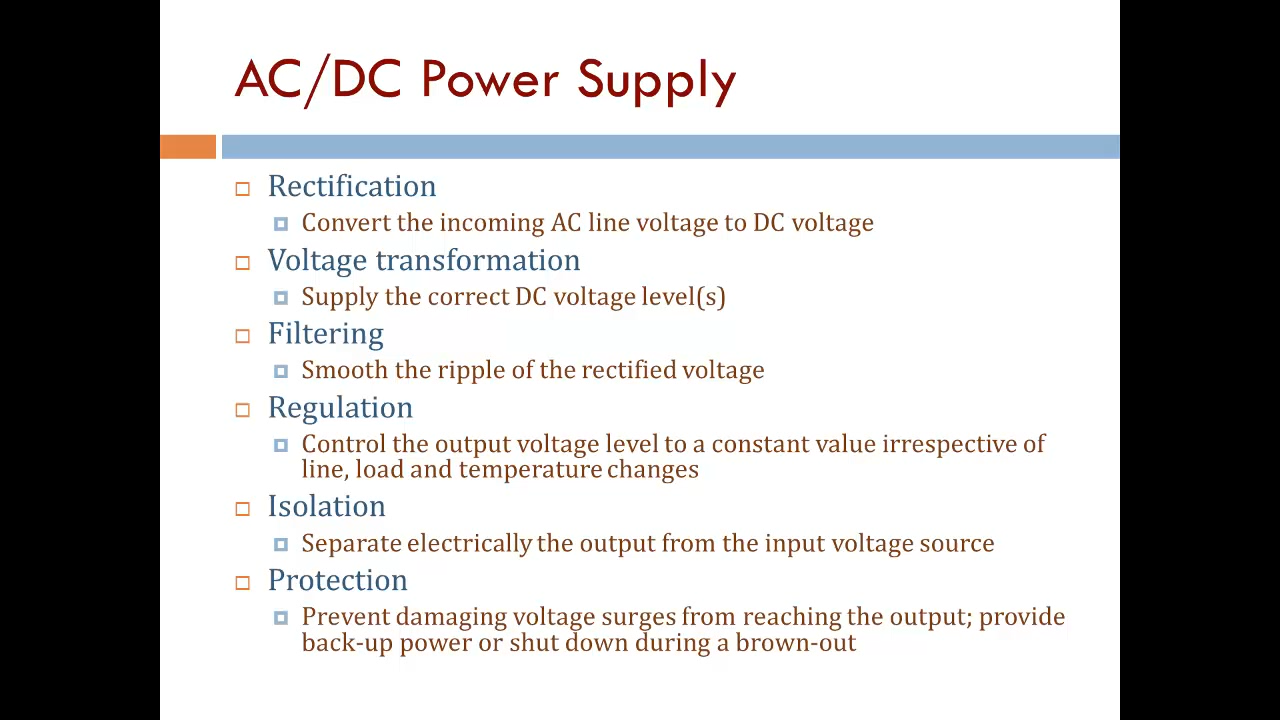 AC/DC Power Supply
Rectification
Convert the incoming AC line voltage to DC voltage
Voltage transformation
Supply the correct DC voltage level(s)
Filtering
Smooth the ripple of the rectified voltage
Regulation
Control the output voltage level to a constant value irrespective of
line, load and temperature changes
Isolation
Separate electrically the output from the input voltage source
Protection
Prevent damaging voltage surges from reaching the output; provide
back-up power or shut down during a brown-out